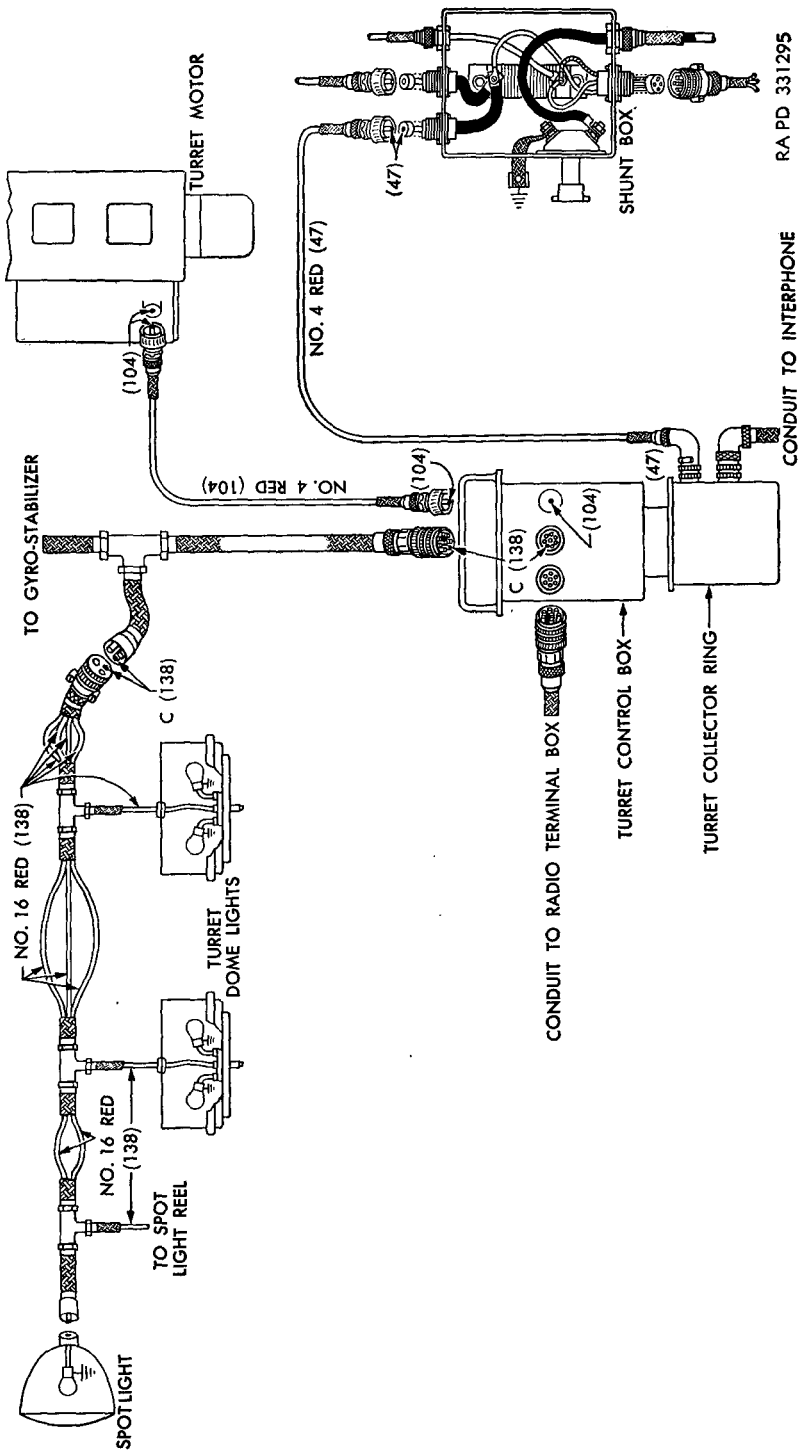 SPOTLIGHT
TO SPOT
LIGHT REEL
NO. 16 RED
(138)
NO. 16 RED (138)
TURRET
DOME LIGHTS
C (138)
TO GYRO-STABILIZER
TURRET MOTOR
(104)
NO. 4 RED (104)
(104)
NO. 4 RED (47)
(47)
SHUNT BOX
C (138)
(104)
(47)
CONDUIT TO RADIO TERMINAL BOX
TURRET CONTROL BOX
TURRET COLLECTOR RING
CONDUIT TO INTERPHONE
RA PD 331295